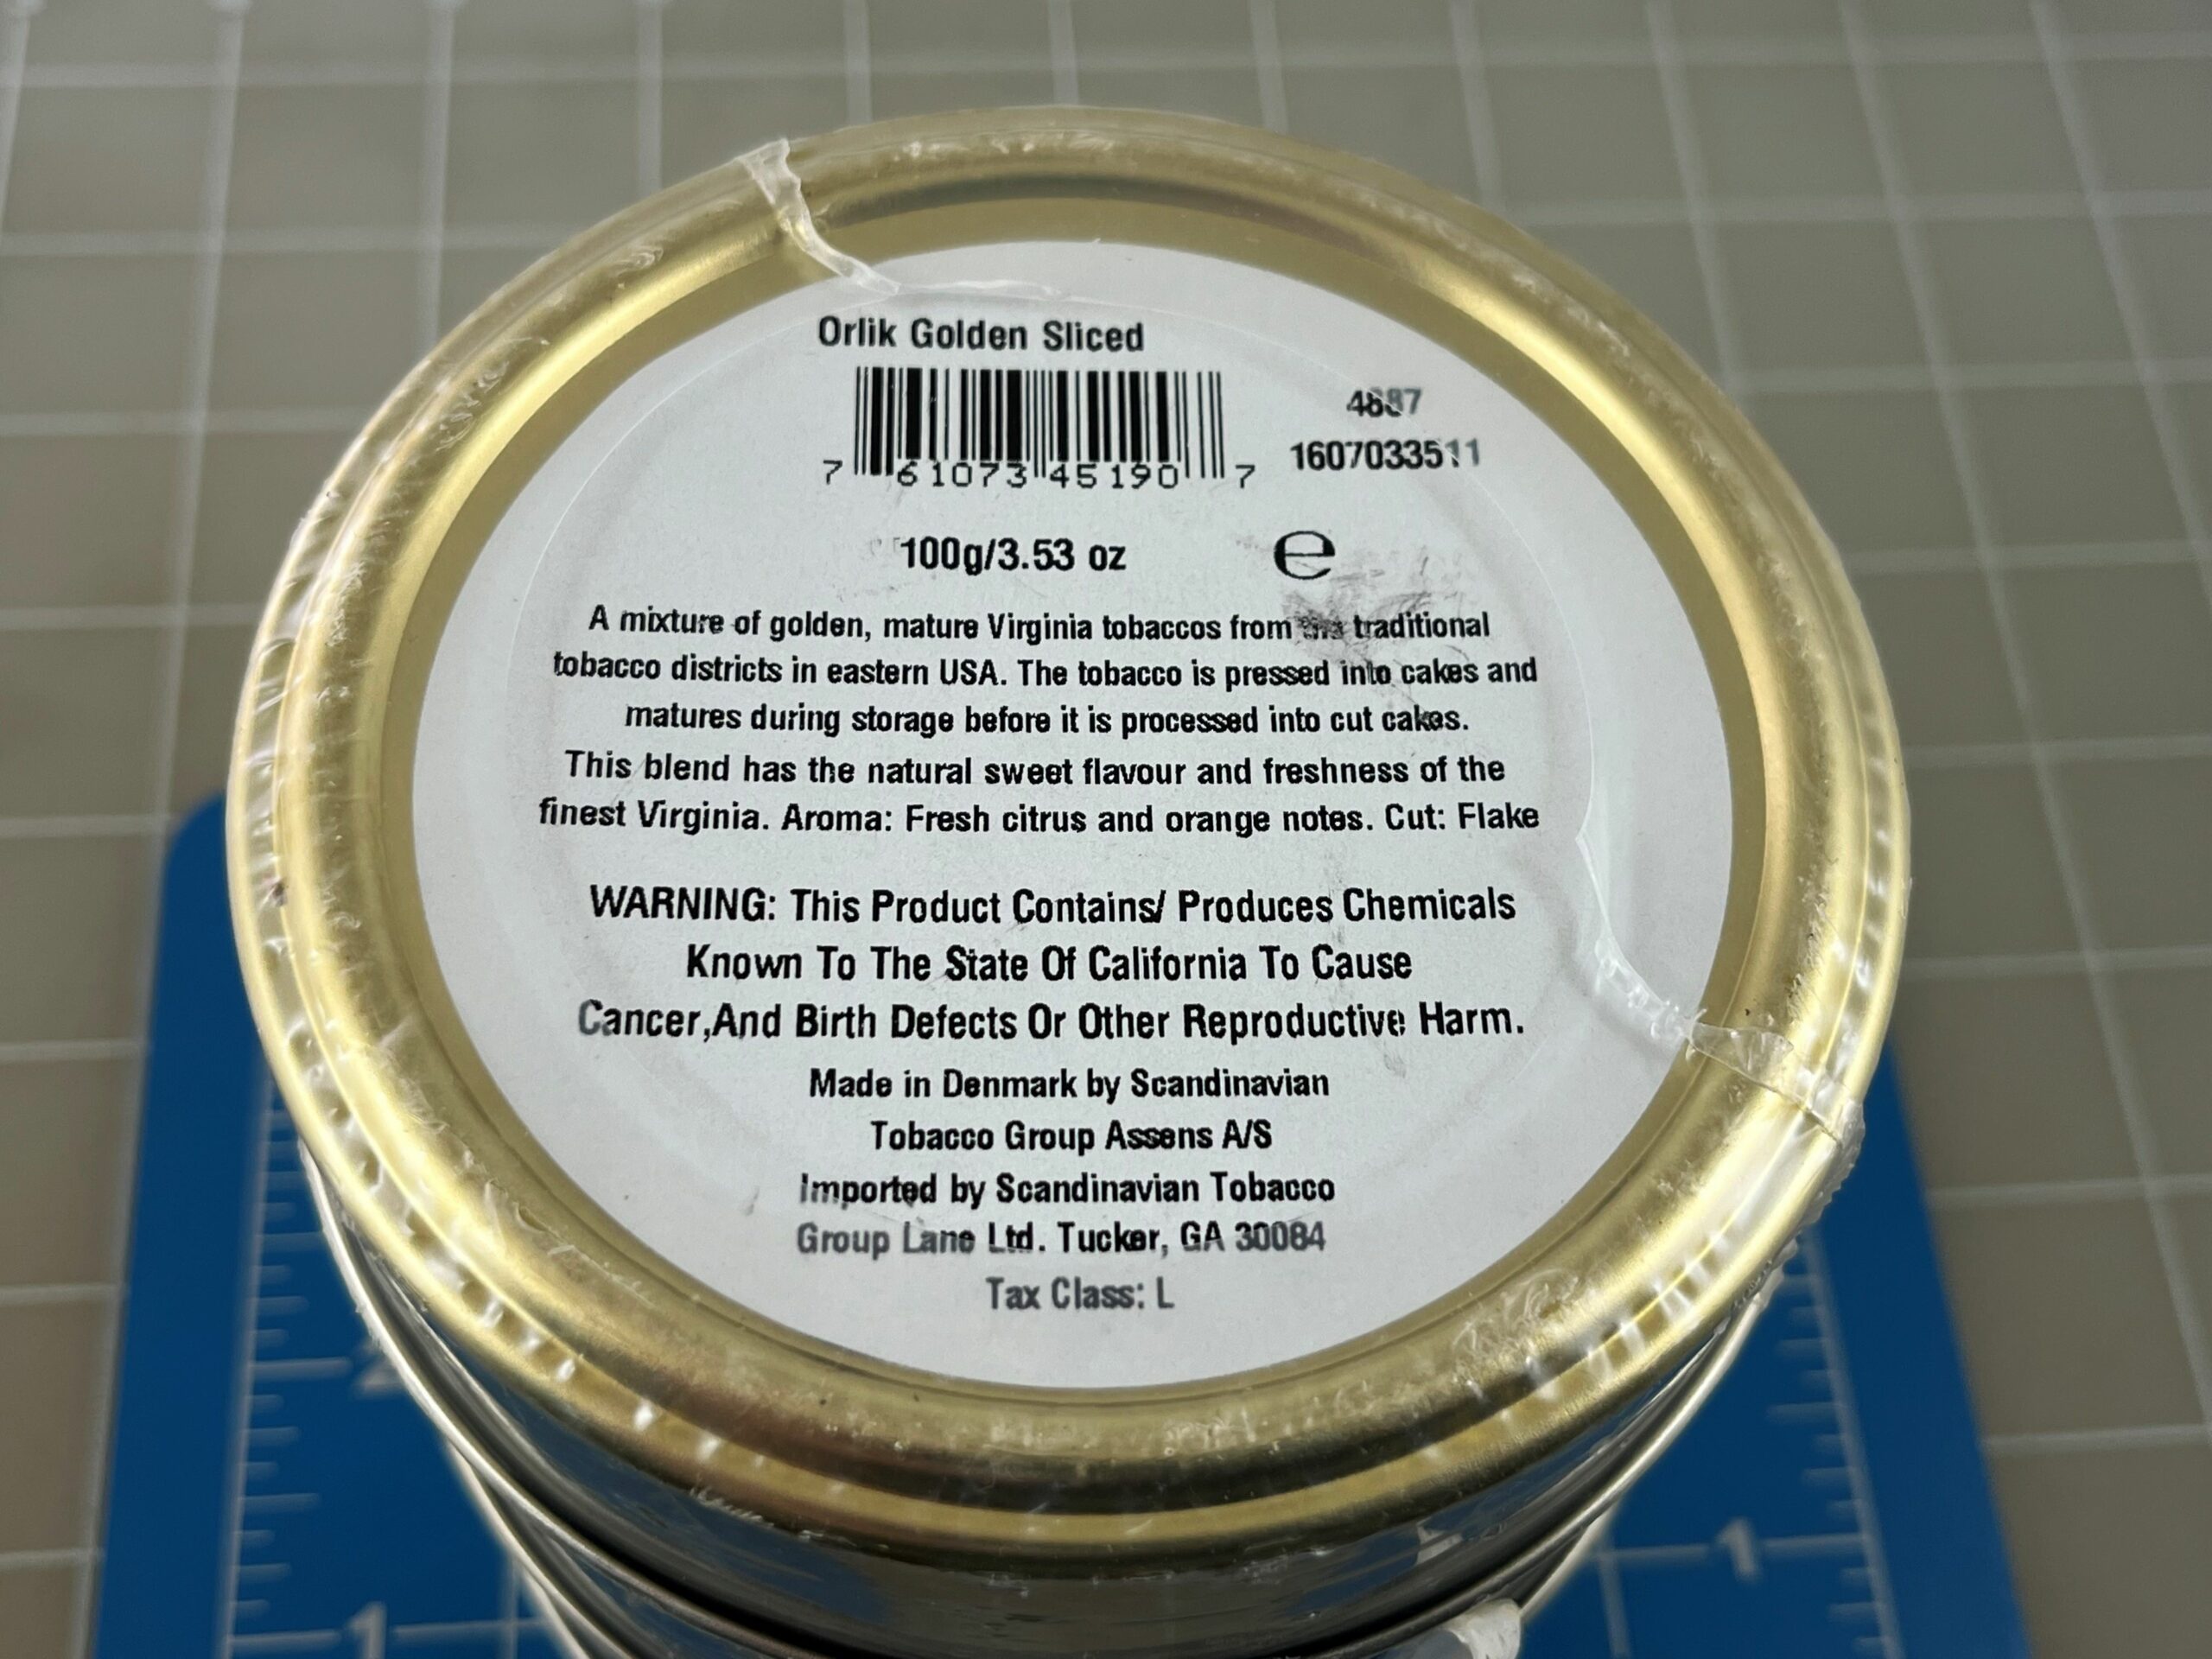 Orlik Golden Sliced
7 61073 45190 7
4887
1607033511
100g/3.53 oz e
A mixture of golden, mature Virginia tobaccos from the traditional
tobacco districts in eastern USA. The tobacco is pressed into cakes and
matures during storage before it is processed into cut cakes.
This blend has the natural sweet flavour and freshness of the
finest Virginia. Aroma: Fresh citrus and orange notes. Cut: Flake
WARNING: This Product Contains/ Produces Chemicals
Known To The State Of California To Cause
Cancer,And Birth Defects Or Other Reproductive Harm.
Made in Denmark by Scandinavian
Tobacco Group Assens A/S
Imported by Scandinavian Tobacco
Group Lane Ltd. Tucker, GA 30084
Tax Class: L
1
1